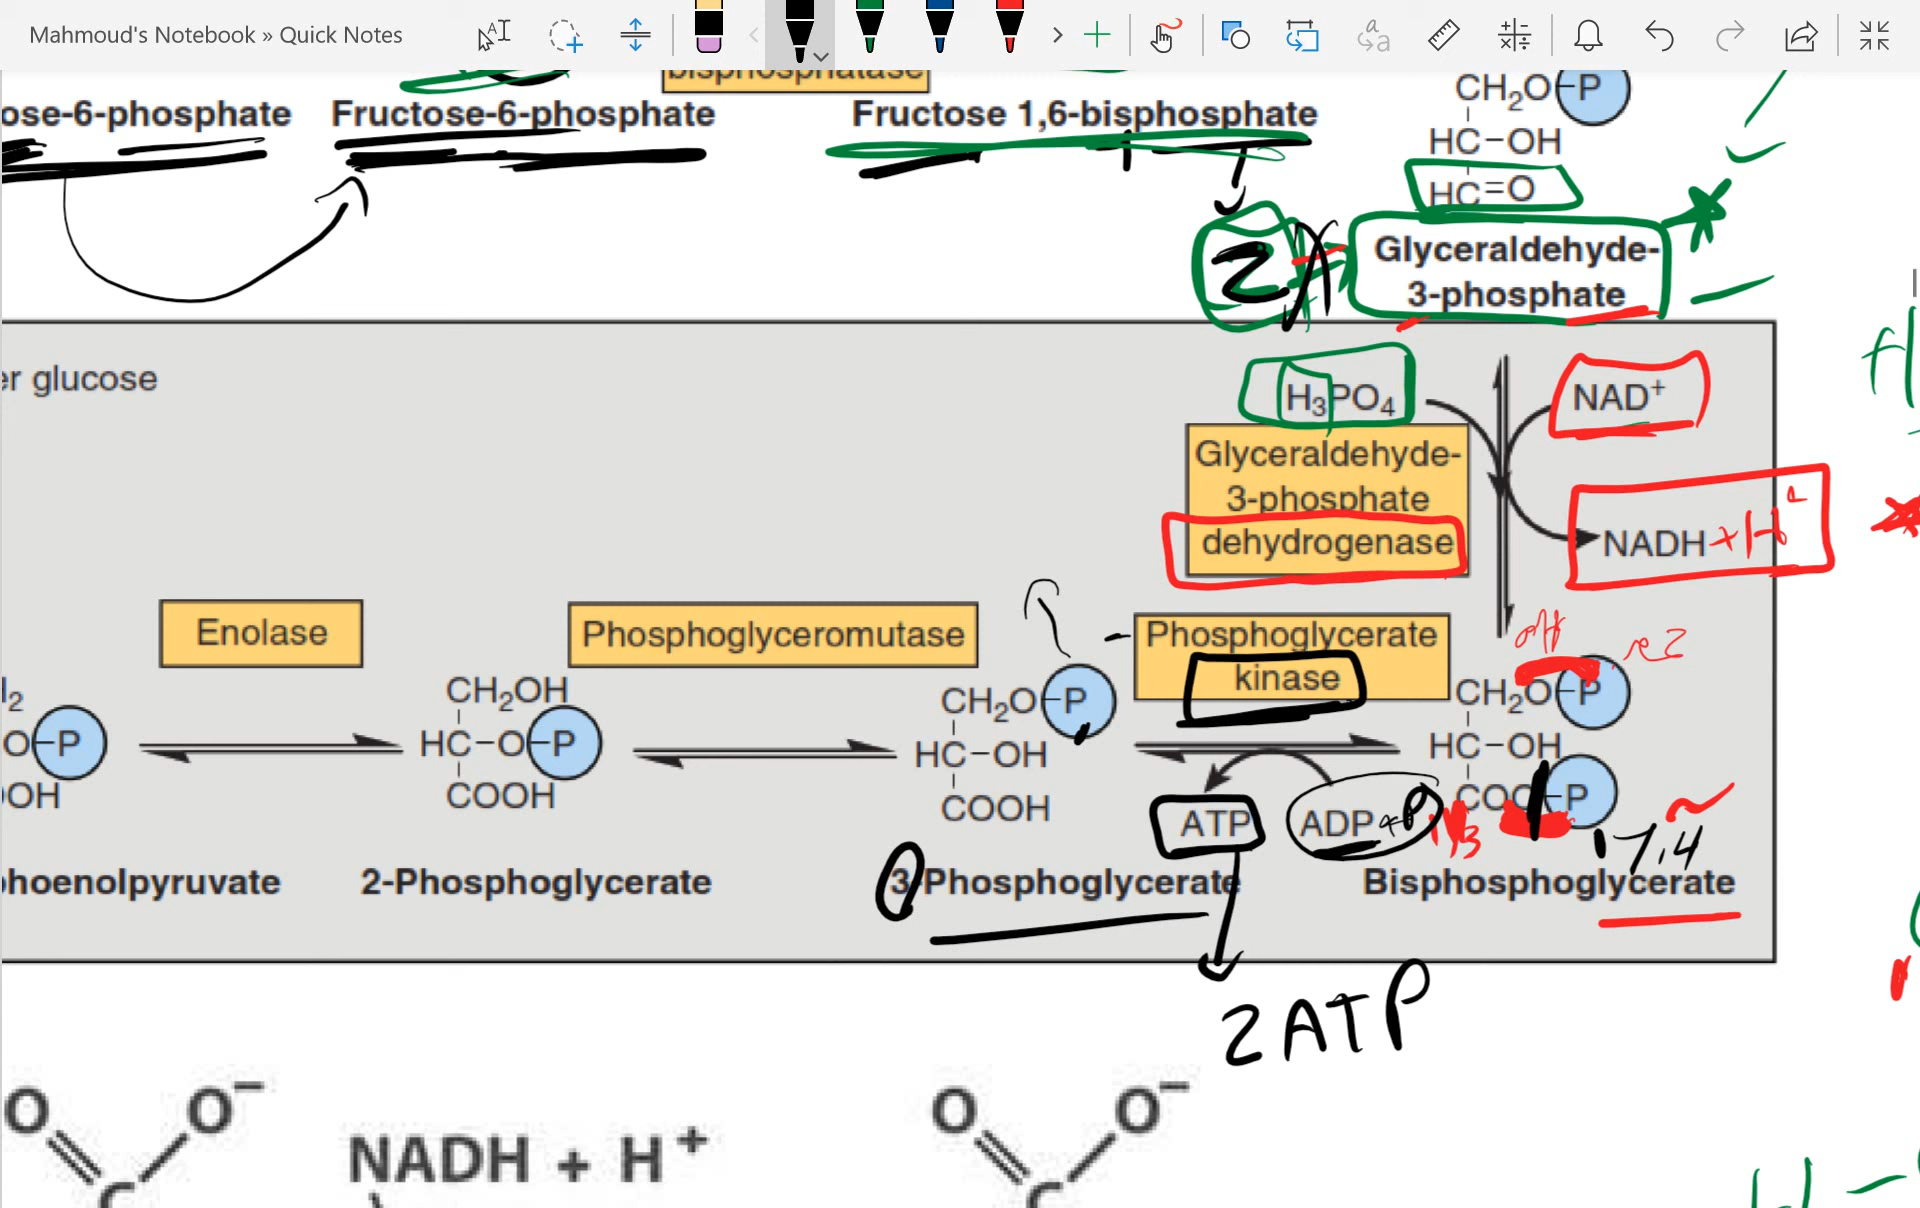 Mahmoud's Notebook » Quick Notes
bisphosphatase
ose-6-phosphate
Fructose-6-phosphate
Fructose 1,6-bisphosphate
CH₂O-P
HC-OH
HC=O
2
Glyceraldehyde-
3-phosphate
er glucose
H₃PO₄
NAD⁺
Glyceraldehyde-
3-phosphate
dehydrogenase
NADH +H
Enolase
Phosphoglyceromutase
Phosphoglycerate
kinase
CH₂OH
HC-O-P
COOH
CH₂O-P
HC-OH
COOH
CH₂O-P
HC-OH
COO-P
O-P
OH
ATP
ADP +P
1,3
7.4
phoenolpyruvate
2-Phosphoglycerate
3-Phosphoglycerate
Bisphosphoglycerate
2ATP
O
O⁻
C
NADH + H⁺
O
O⁻
C